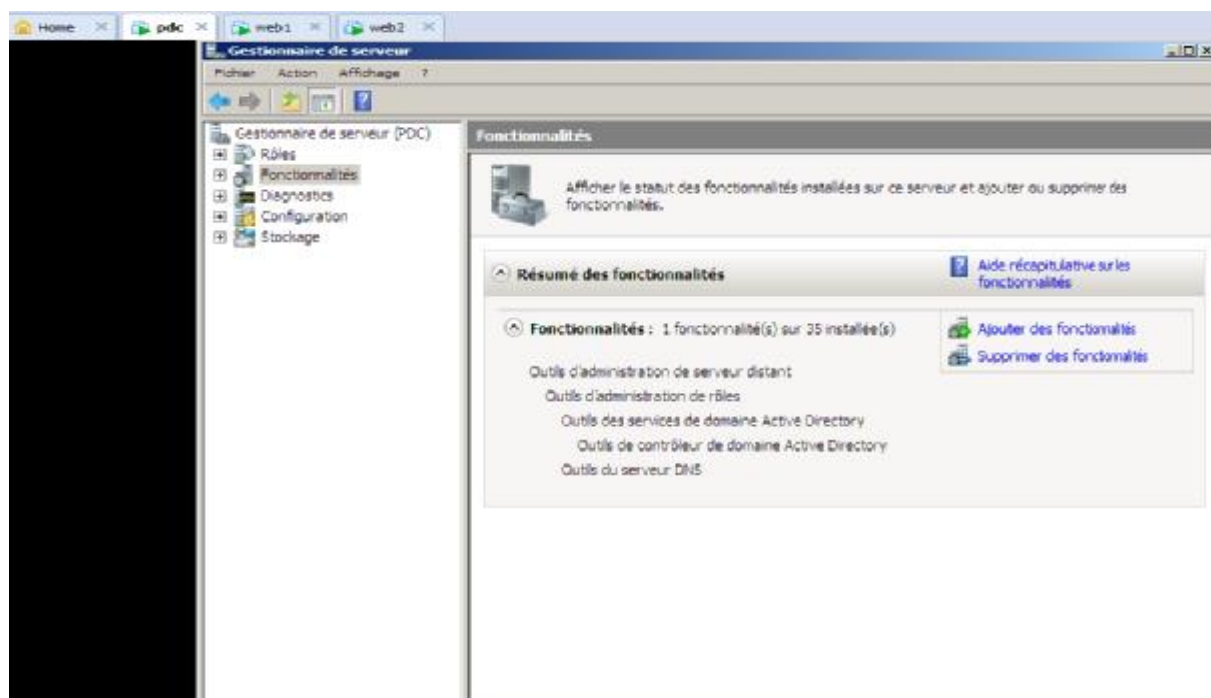 Home
pdc
web1
web2
Gestionnaire de serveur
Fichier Action Affichage ?
Gestionnaire de serveur (PDC)
Rôles
Fonctionnalités
Diagnostics
Configuration
Stockage
Fonctionnalités
Afficher le statut des fonctionnalités installées sur ce serveur et ajouter ou supprimer des
fonctionnalités.
Résumé des fonctionnalités
Aide récapitulative sur les
fonctionnalités
Fonctionnalités : 1 fonctionnalité(s) sur 35 installée(s)
Ajouter des fonctionnalités
Supprimer des fonctionnalités
Outils d'administration de serveur distant
Outils d'administration de rôles
Outils des services de domaine Active Directory
Outils de contrôleur de domaine Active Directory
Outils du serveur DNS